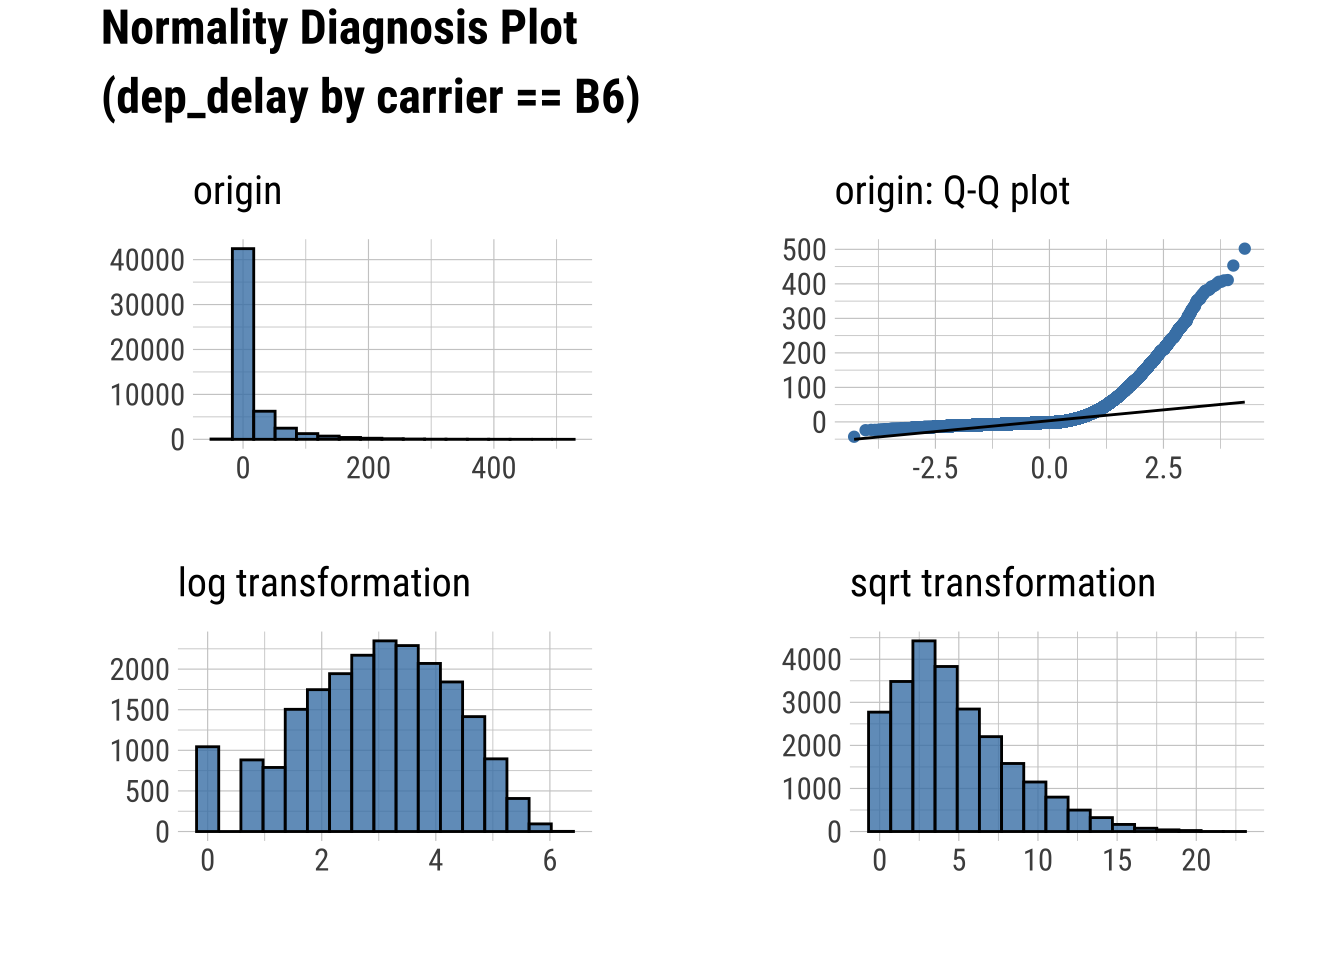 Normality Diagnosis Plot
(dep_delay by carrier == B6)
origin
40000
30000
20000
10000
0
0 200 400
origin: Q-Q plot
500
400
300
200
100
0
-2.5 0.0 2.5
log transformation
2000
1500
1000
500
0
0 2 4 6
sqrt transformation
4000
3000
2000
1000
0
0 5 10 15 20